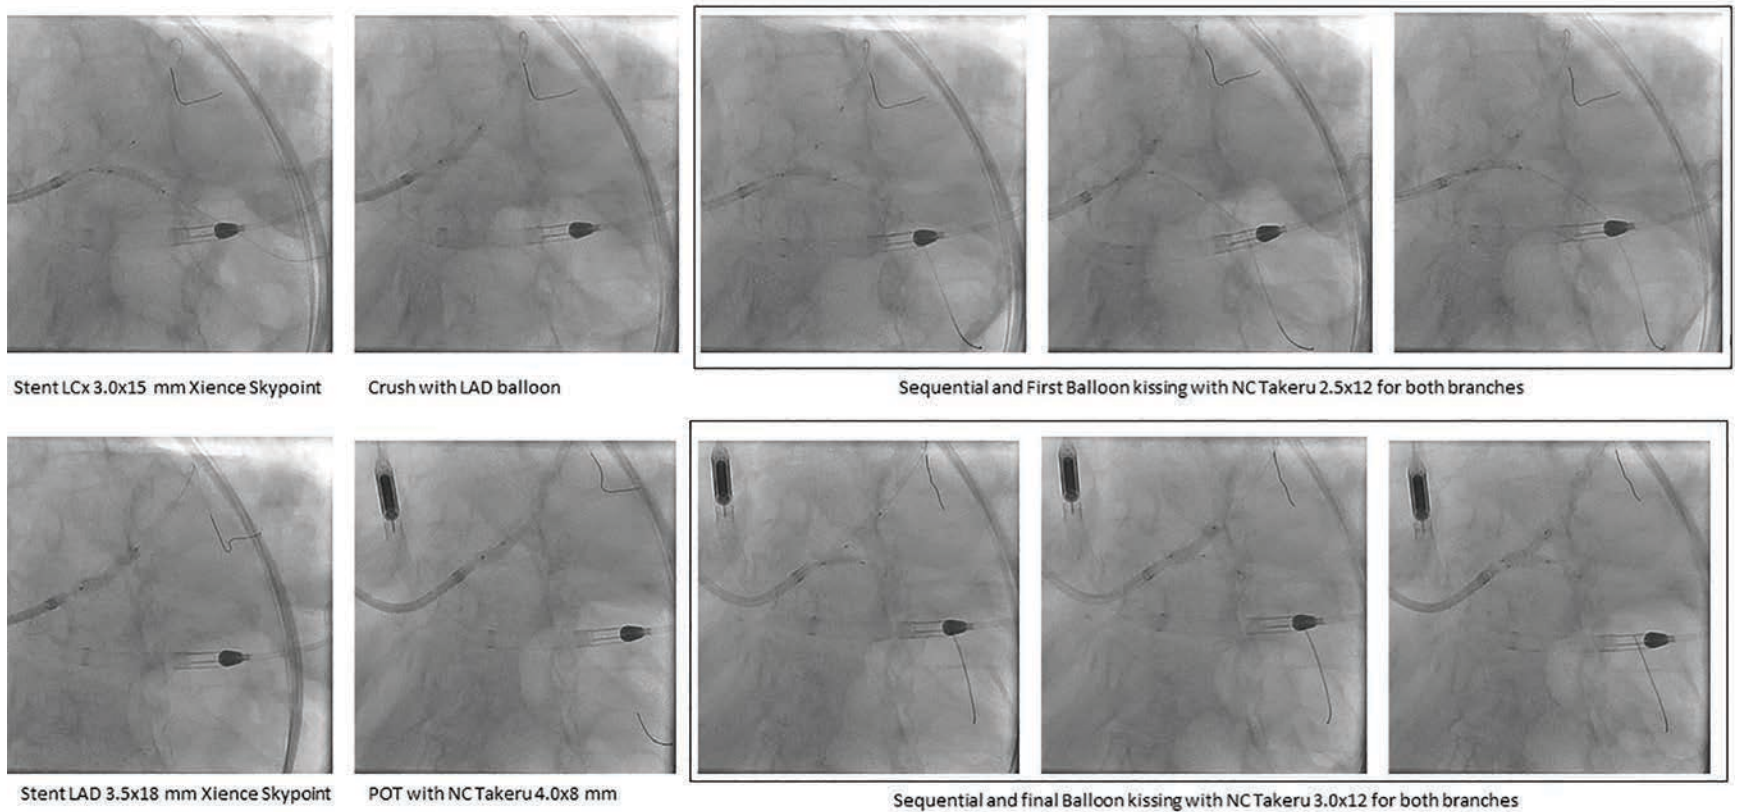 Stent LCx 3.0x15 mm Xience Skypoint
Crush with LAD balloon
Sequential and First Balloon kissing with NC Takeru 2.5x12 for both branches
Stent LAD 3.5x18 mm Xience Skypoint
POT with NC Takeru 4.0x8 mm
Sequential and final Balloon kissing with NC Takeru 3.0x12 for both branches